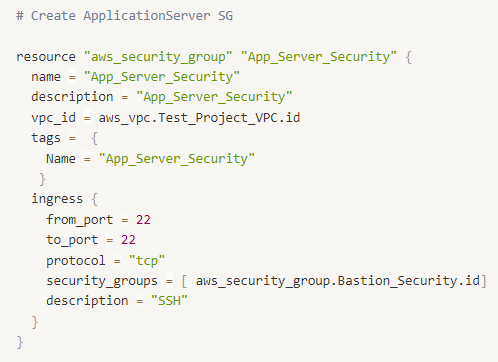 # Create ApplicationServer SG

resource "aws_security_group" "App_Server_Security" {
  name = "App_Server_Security"
  description = "App_Server_Security"
  vpc_id = aws_vpc.Test_Project_VPC.id
  tags =  {
    Name = "App_Server_Security"
   }
  ingress {
    from_port = 22
    to_port = 22
    protocol = "tcp"
    security_groups = [ aws_security_group.Bastion_Security.id]
    description = "SSH"
  }
}